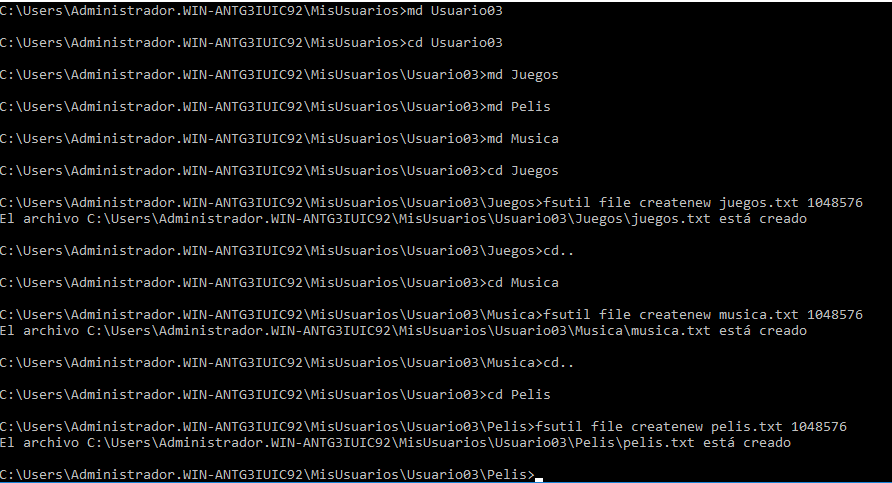 C:\Users\Administrador.WIN-ANTG3IUIC92\MisUsuarios>md Usuario03
C:\Users\Administrador.WIN-ANTG3IUIC92\MisUsuarios>cd Usuario03
C:\Users\Administrador.WIN-ANTG3IUIC92\MisUsuarios\Usuario03>md Juegos
C:\Users\Administrador.WIN-ANTG3IUIC92\MisUsuarios\Usuario03>md Pelis
C:\Users\Administrador.WIN-ANTG3IUIC92\MisUsuarios\Usuario03>md Musica
C:\Users\Administrador.WIN-ANTG3IUIC92\MisUsuarios\Usuario03>cd Juegos
C:\Users\Administrador.WIN-ANTG3IUIC92\MisUsuarios\Usuario03\Juegos>fsutil file createnew juegos.txt 1048576
El archivo C:\Users\Administrador.WIN-ANTG3IUIC92\MisUsuarios\Usuario03\Juegos\juegos.txt está creado
C:\Users\Administrador.WIN-ANTG3IUIC92\MisUsuarios\Usuario03\Juegos>cd..
C:\Users\Administrador.WIN-ANTG3IUIC92\MisUsuarios\Usuario03>cd Musica
C:\Users\Administrador.WIN-ANTG3IUIC92\MisUsuarios\Usuario03\Musica>fsutil file createnew musica.txt 1048576
El archivo C:\Users\Administrador.WIN-ANTG3IUIC92\MisUsuarios\Usuario03\Musica\musica.txt está creado
C:\Users\Administrador.WIN-ANTG3IUIC92\MisUsuarios\Usuario03\Musica>cd..
C:\Users\Administrador.WIN-ANTG3IUIC92\MisUsuarios\Usuario03>cd Pelis
C:\Users\Administrador.WIN-ANTG3IUIC92\MisUsuarios\Usuario03\Pelis>fsutil file createnew pelis.txt 1048576
El archivo C:\Users\Administrador.WIN-ANTG3IUIC92\MisUsuarios\Usuario03\Pelis\pelis.txt está creado
C:\Users\Administrador.WIN-ANTG3IUIC92\MisUsuarios\Usuario03\Pelis>